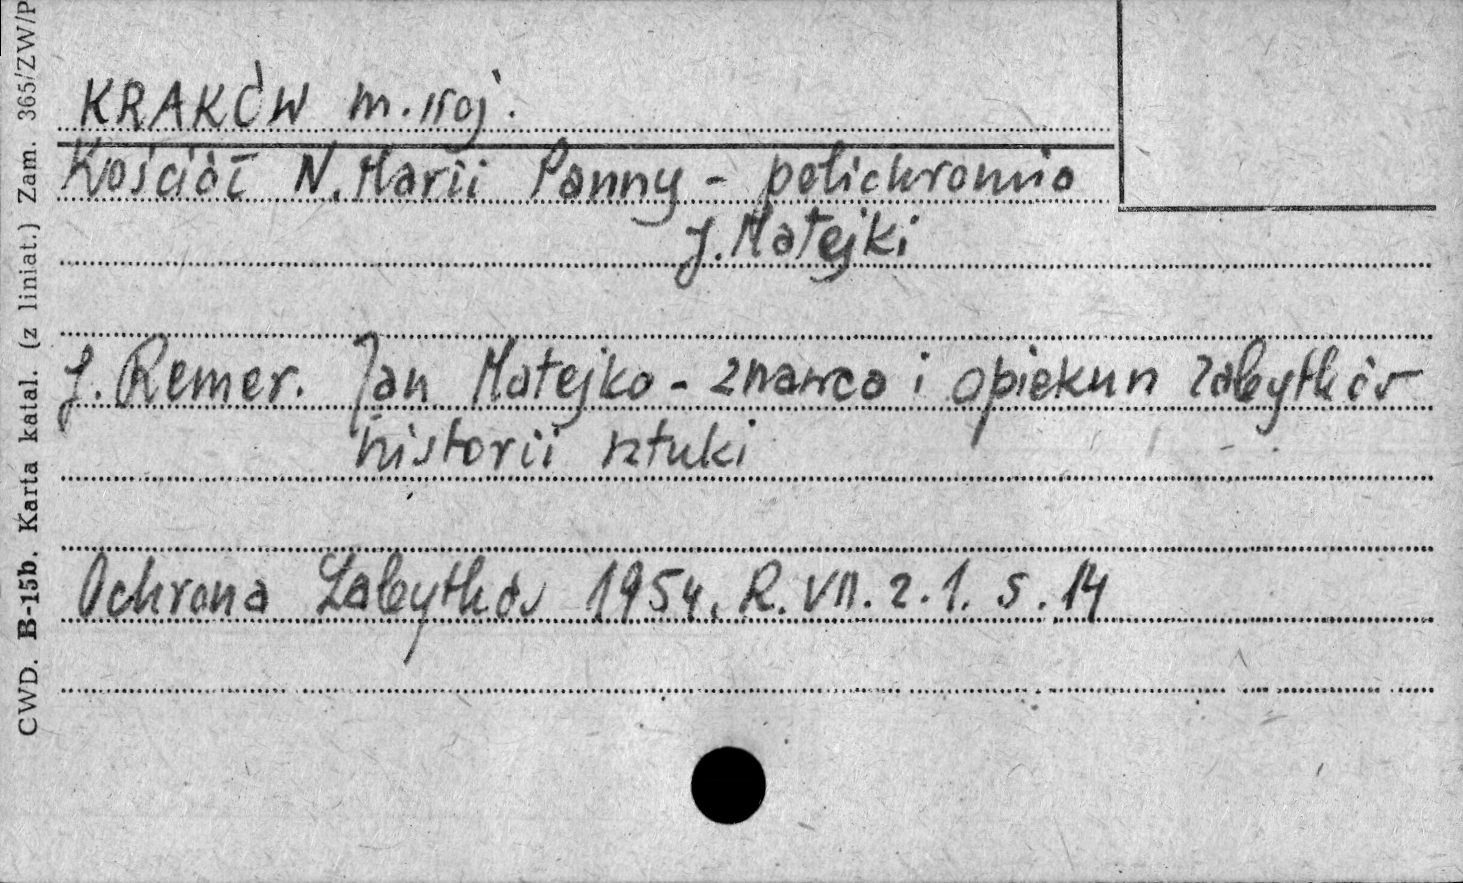 KRAKÓW m. woj.
Kościół N. Marii Panny - polichromia
J. Matejki
J. Remer. Jan Matejko - znawca i opiekun zabytków
historii sztuki
Ochrona Zabytków 1954. R. VII. z. 1. s. 14
CWD. B-15b. Karta katal. (z liniat.) Zam. 365/ZW/P